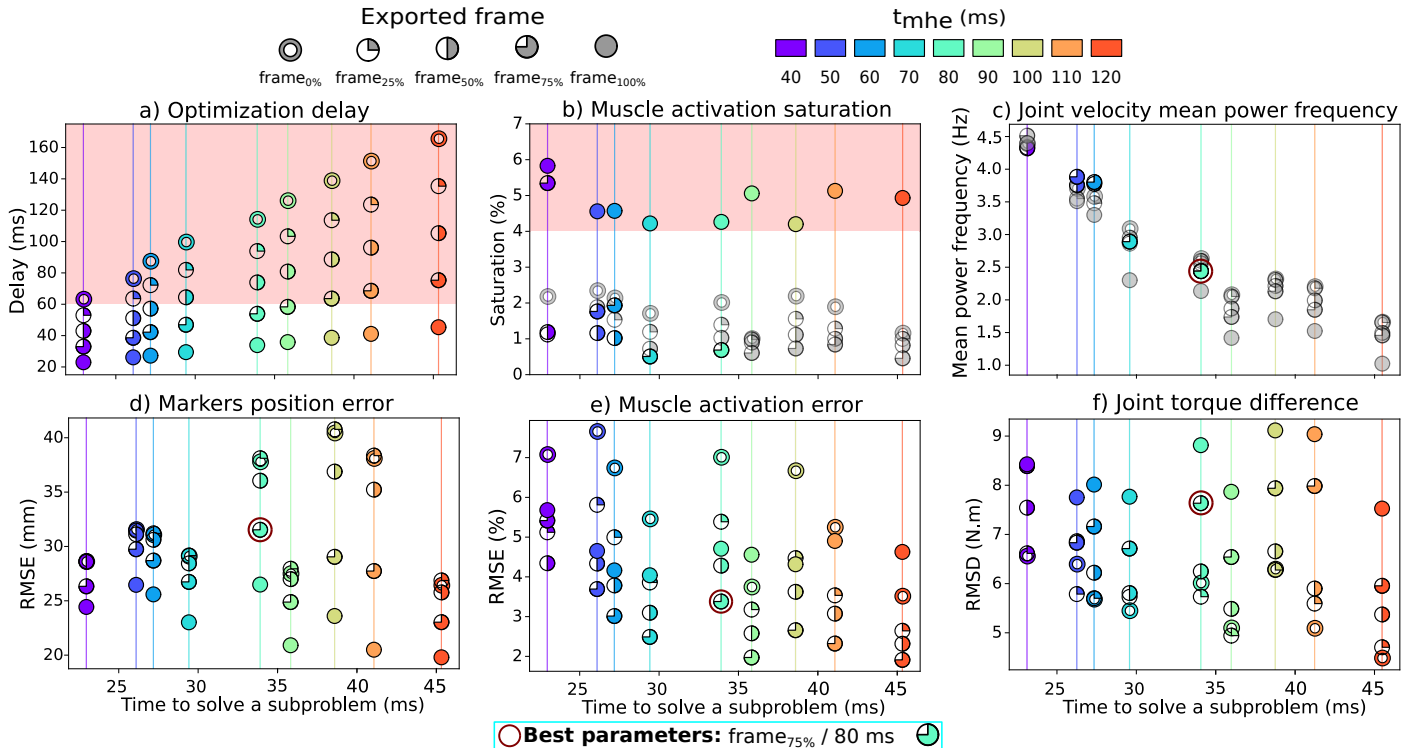 Exported frame
tmhe (ms)
frame0% frame25% frame50% frame75% frame100%
40 50 60 70 80 90 100 110 120
a) Optimization delay
b) Muscle activation saturation
c) Joint velocity mean power frequency
Delay (ms)
160
140
120
100
80
60
40
20
Saturation (%)
7
6
5
4
3
2
1
0
Mean power frequency (Hz)
4.5
4.0
3.5
3.0
2.5
2.0
1.5
1.0
d) Markers position error
e) Muscle activation error
f) Joint torque difference
RMSE (mm)
40
35
30
25
20
25 30 35 40 45
Time to solve a subproblem (ms)
RMSE (%)
7
6
5
4
3
2
25 30 35 40 45
Time to solve a subproblem (ms)
RMSD (N.m)
9
8
7
6
5
25 30 35 40 45
Time to solve a subproblem (ms)
Best parameters: frame75% / 80 ms